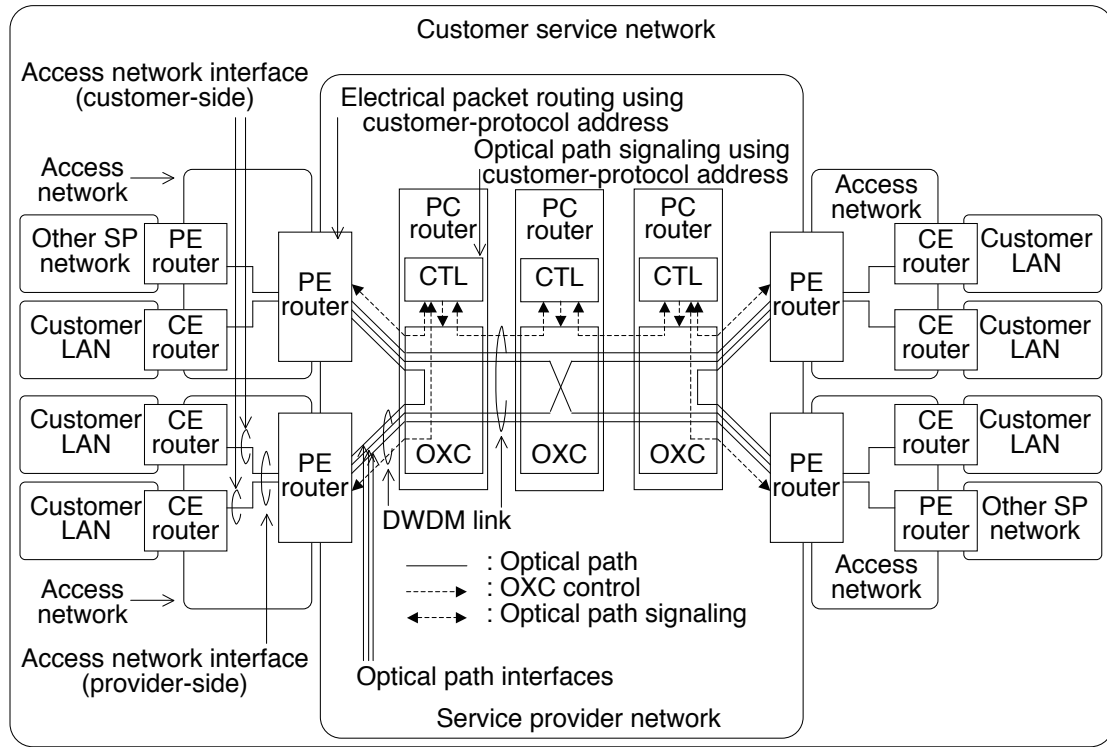 Customer service network
Access network interface
(customer-side)
Electrical packet routing using
customer-protocol address
Optical path signaling using
customer-protocol address
Access
network
Access
network
PC
router
PC
router
PC
router
Other SP
network
PE
router
CE
router
Customer
LAN
PE
router
CTL
CTL
CTL
PE
router
Customer
LAN
CE
router
CE
router
Customer
LAN
Customer
LAN
CE
router
CE
router
Customer
LAN
PE
router
OXC
OXC
OXC
PE
router
Customer
LAN
CE
router
PE
router
Other SP
network
DWDM link
: Optical path
: OXC control
: Optical path signaling
Access
network
Access
network
Access network interface
(provider-side)
Optical path interfaces
Service provider network